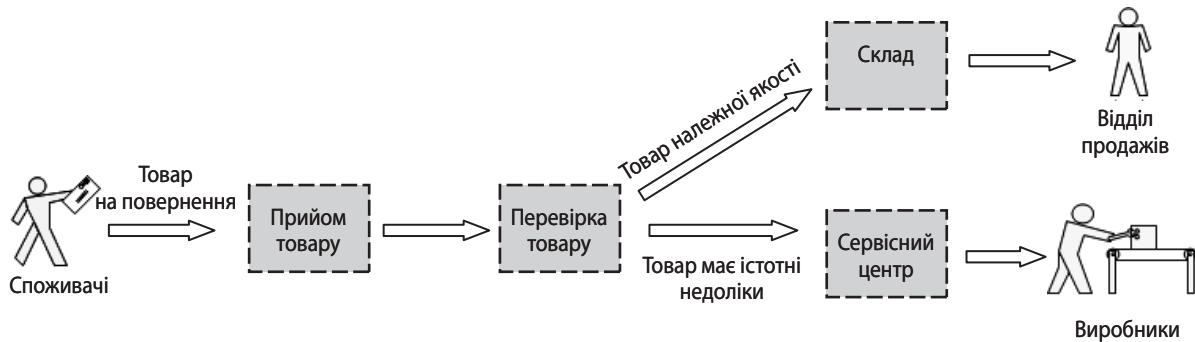 Споживачі
Товар
на повернення
Прийом
товару
Перевірка
товару
Товар належної якості
Склад
Відділ
продажів
Товар має істотні
недоліки
Сервісний
центр
Виробники